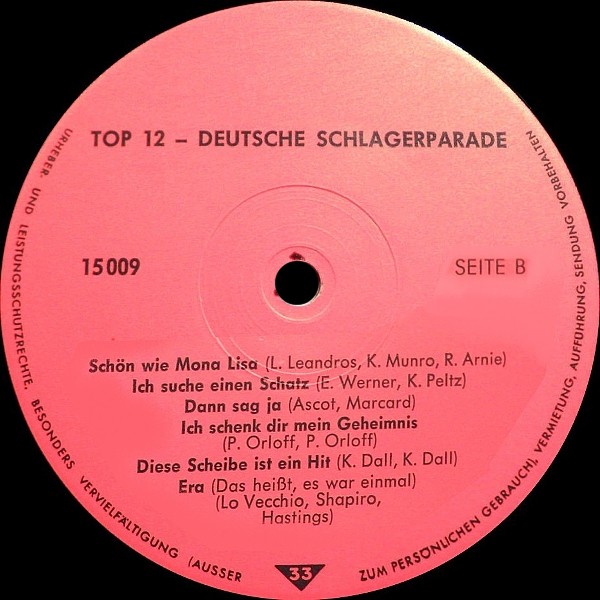 TOP 12 – DEUTSCHE SCHLAGERPARADE
15009
SEITE B
Schön wie Mona Lisa (L. Leandros, K. Munro, R. Arnie)
Ich suche einen Schatz (E. Werner, K. Peltz)
Dann sag ja (Ascot, Marcard)
Ich schenk dir mein Geheimnis
(P. Orloff, P. Orloff)
Diese Scheibe ist ein Hit (K. Dall, K. Dall)
Era (Das heißt, es war einmal)
(Lo Vecchio, Shapiro,
Hastings)
33
URHEBER- UND LEISTUNGSSCHUTZRECHTE. BESONDERS VERVIELFÄLTIGUNG (AUSSER ZUM PERSÖNLICHEN GEBRAUCH), VERMIETUNG, AUFFÜHRUNG, SENDUNG VORBEHALTEN